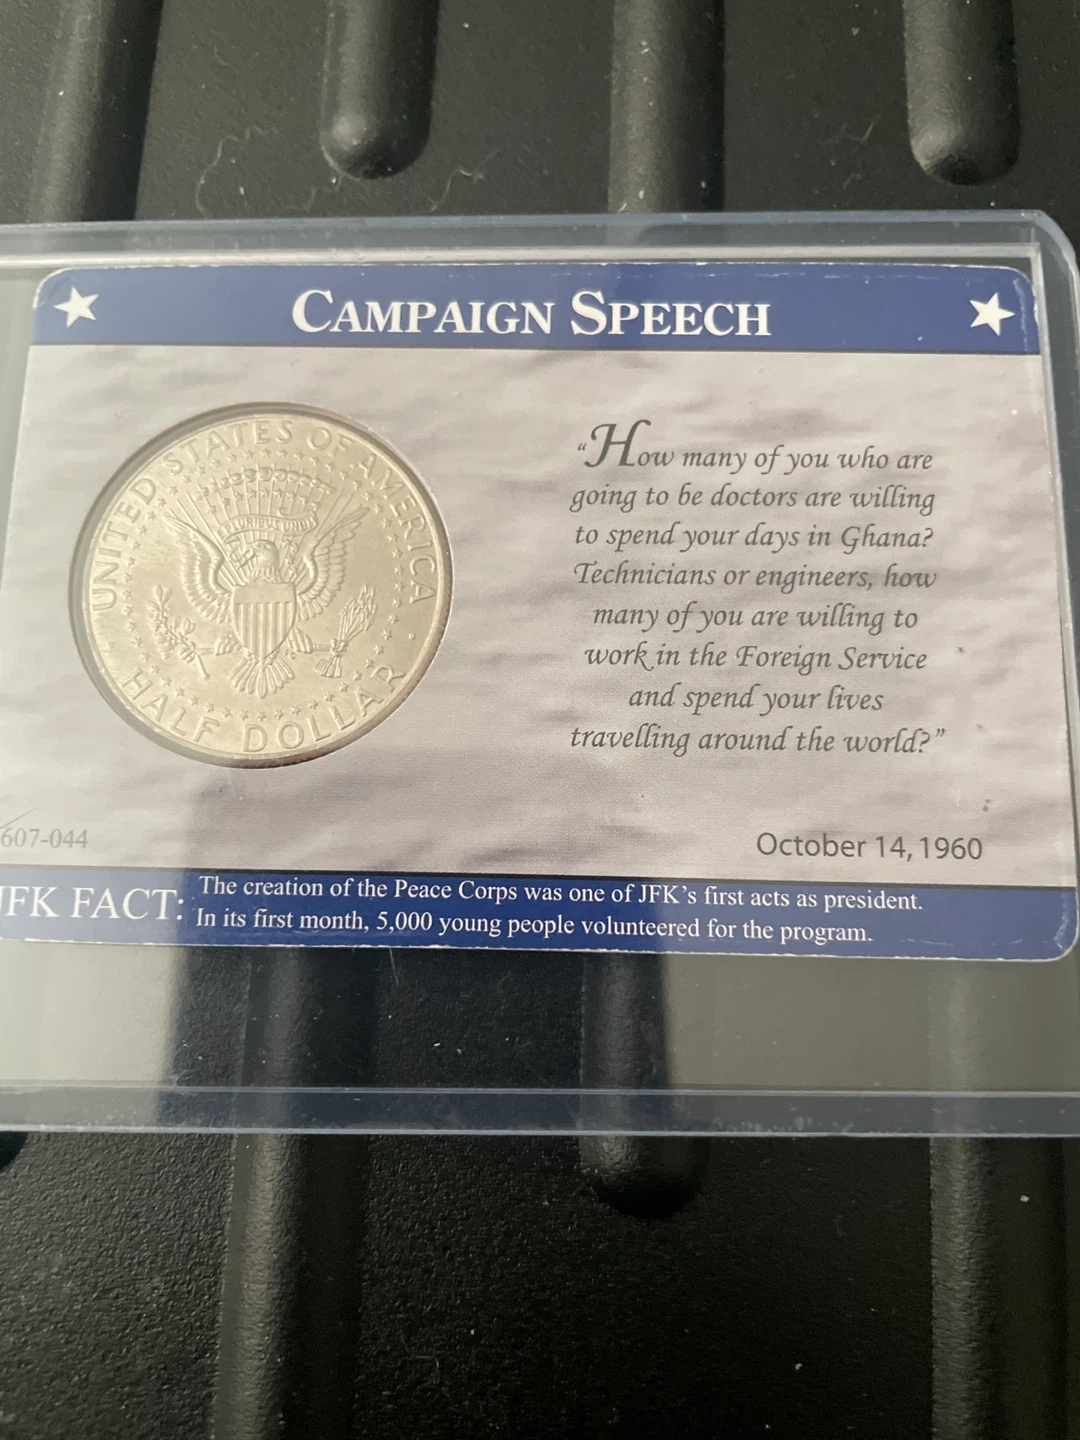 CAMPAIGN SPEECH
UNITED STATES OF AMERICA
PLURIBUS UNUM
HALF DOLLAR
"How many of you who are
going to be doctors are willing
to spend your days in Ghana?
Technicians or engineers, how
many of you are willing to
work in the Foreign Service
and spend your lives
travelling around the world?"
607-044
October 14, 1960
JFK FACT:
The creation of the Peace Corps was one of JFK's first acts as president.
In its first month, 5,000 young people volunteered for the program.